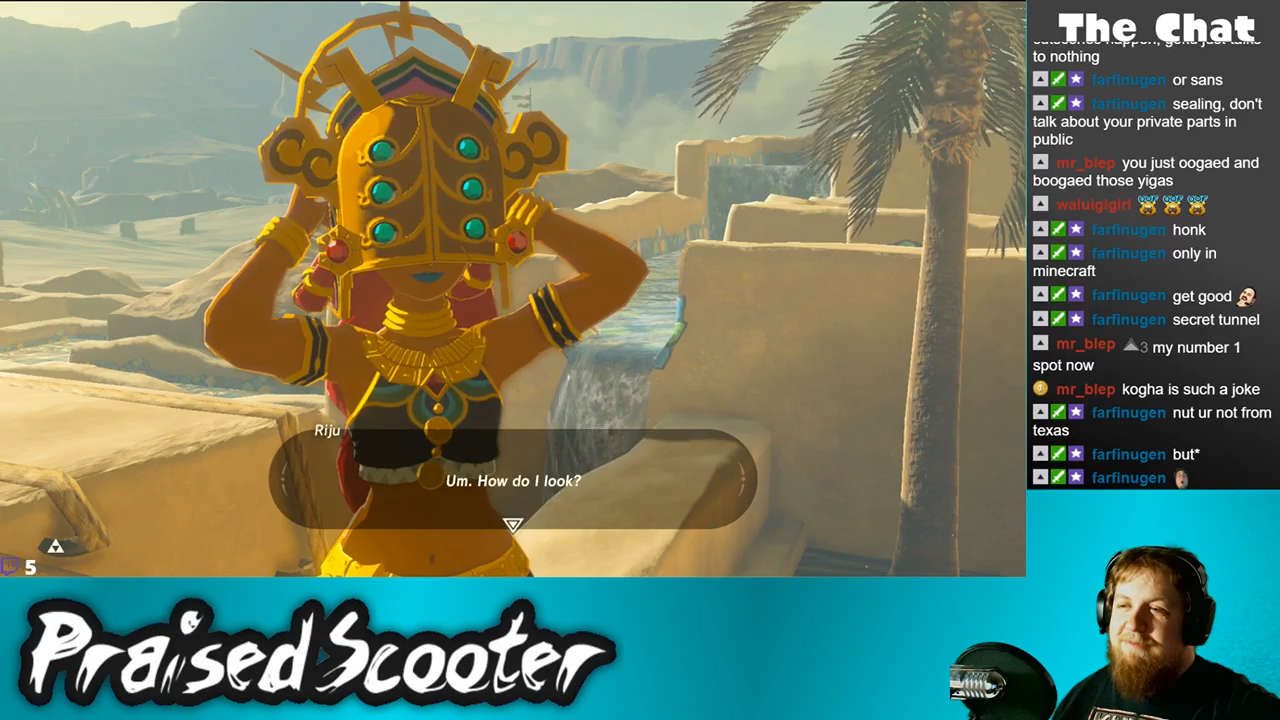 The Chat
to nothing
farfinugen or sans
farfinugen sealing, don't
talk about your private parts in
public
mr_blep you just oogaed and
boogaed those yigas
waluigigirl
farfinugen honk
farfinugen only in
minecraft
farfinugen get good
farfinugen secret tunnel
mr_blep 3 my number 1
spot now
mr_blep kogha is such a joke
farfinugen nut ur not from
texas
farfinugen but*
farfinugen
Riju
Um. How do I look?
5
PraisedScooter